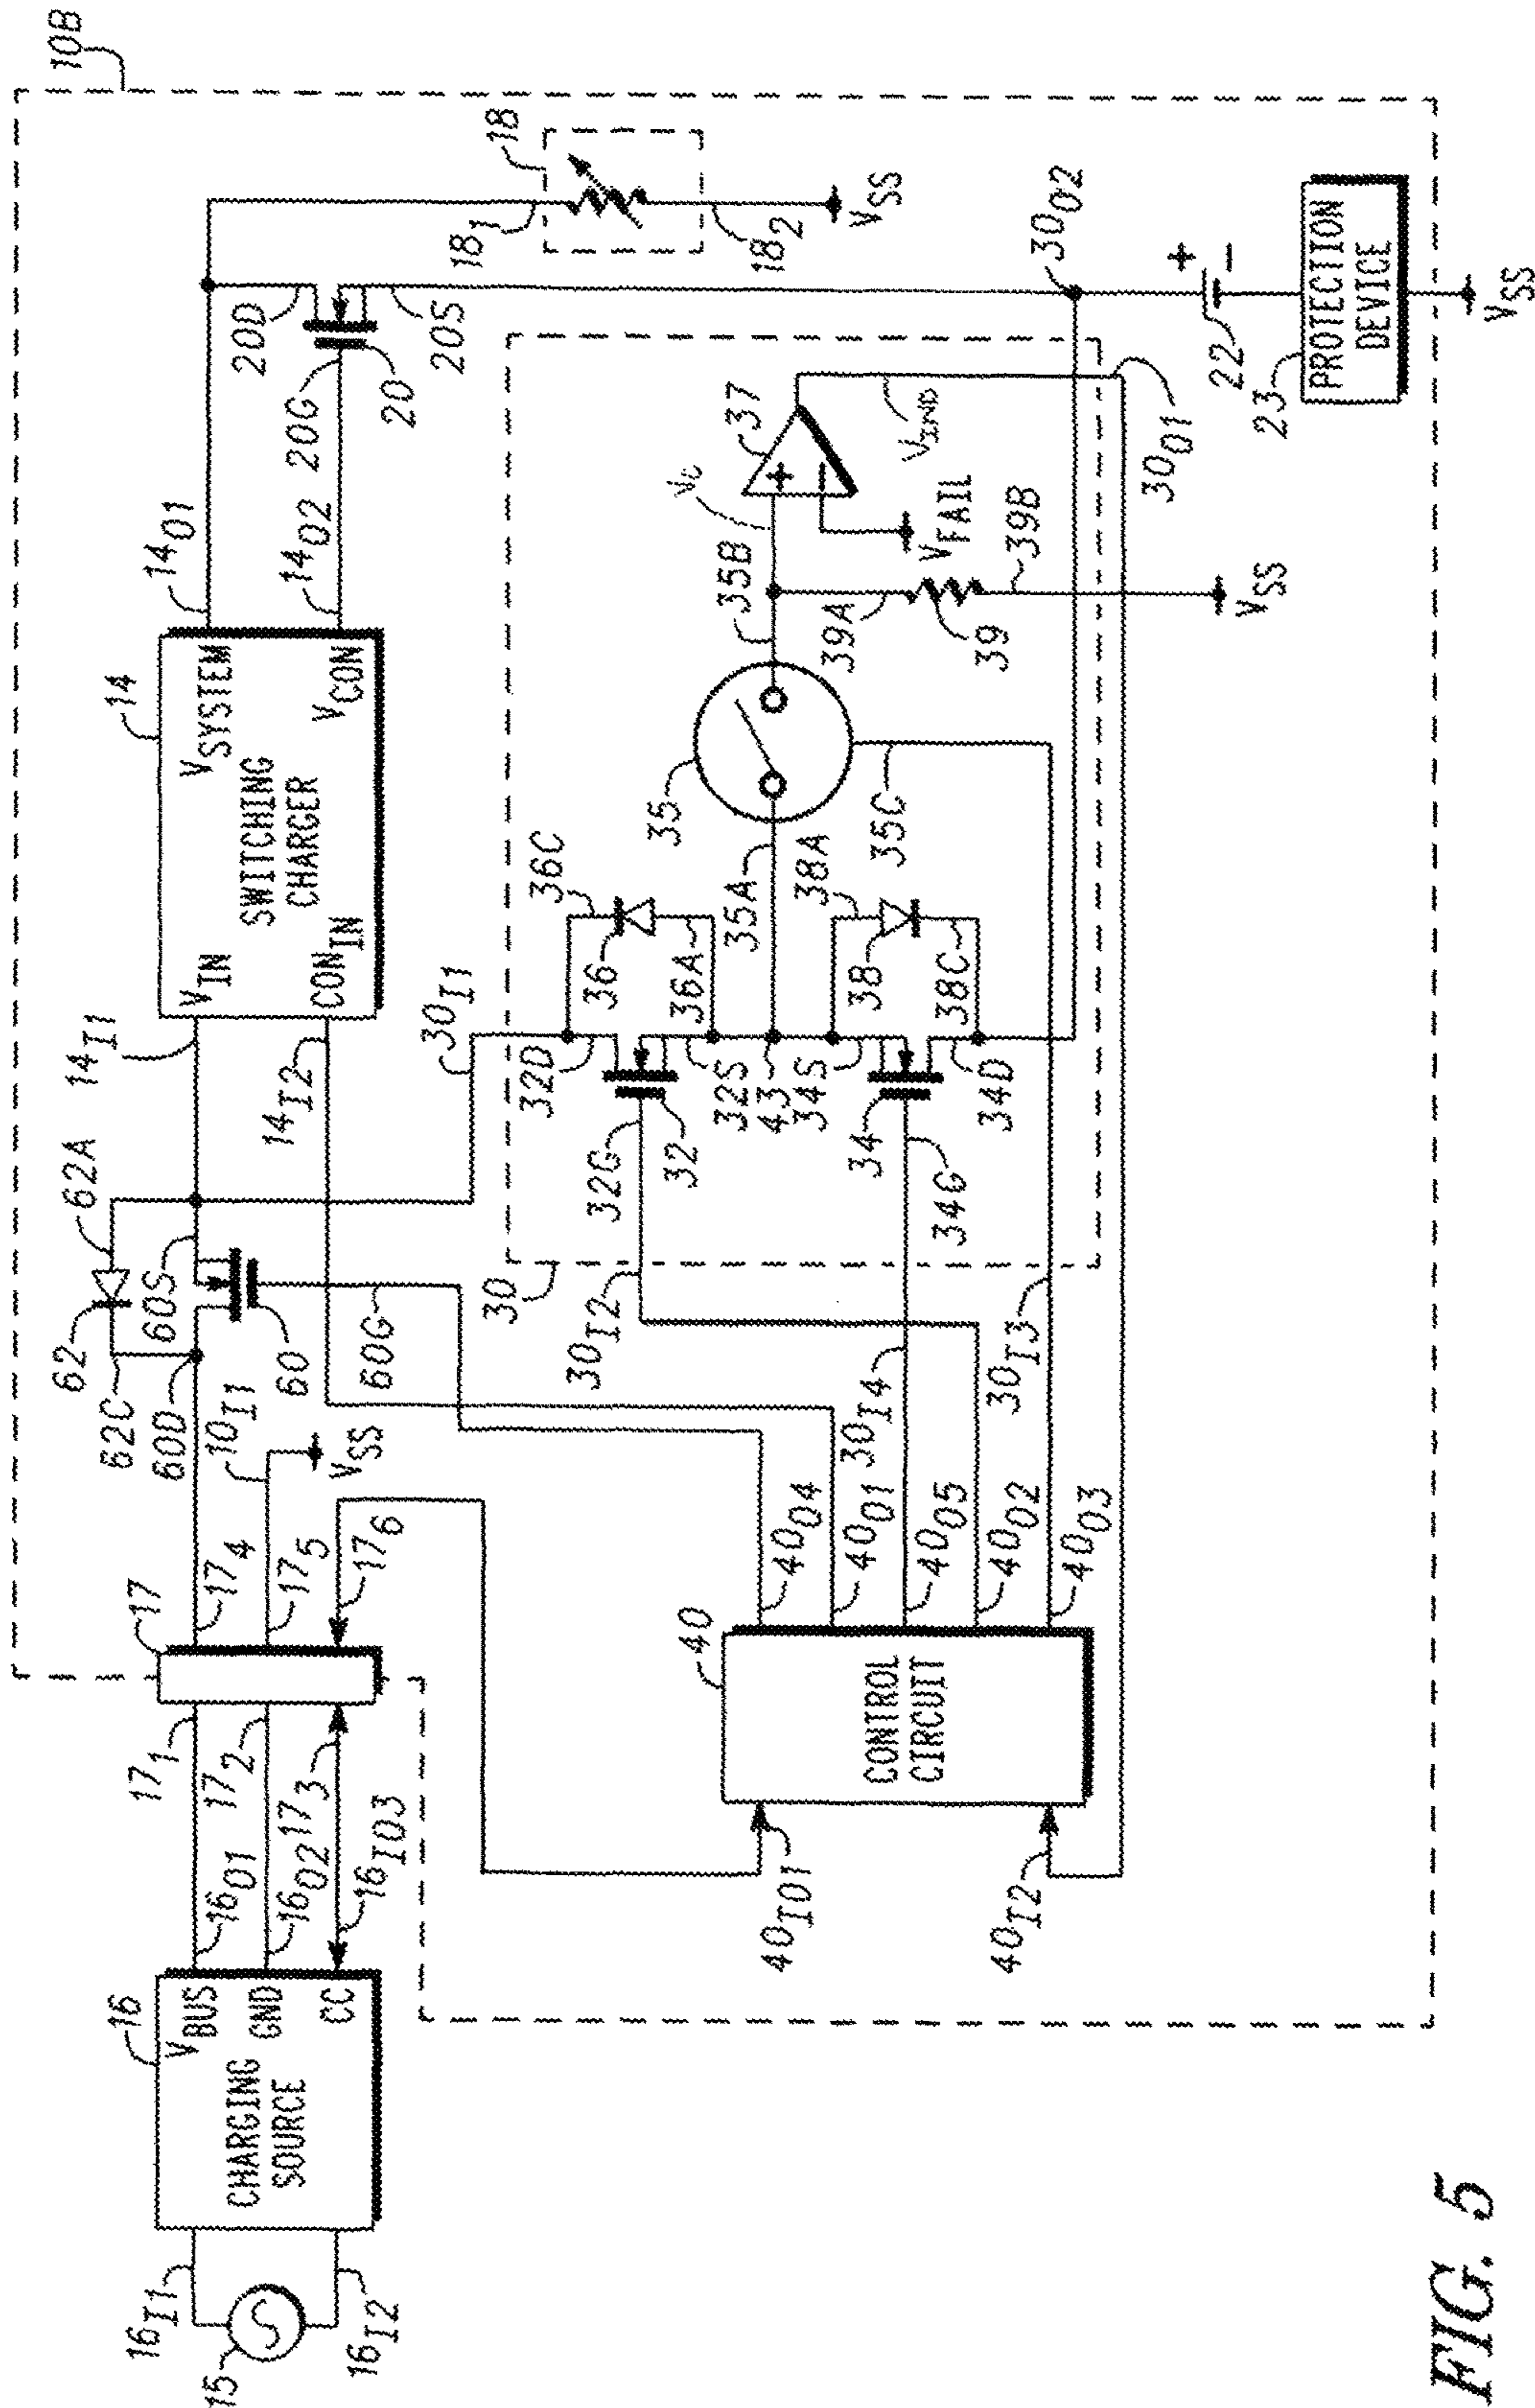 10B
16
CHARGING
SOURCE
V_BUS
GND
CC
15
16_I1
16_I2
16_O1
16_O2
16_IO3
17
17_1
17_2
17_3
17_4
17_5
17_6
10_I1
V_SS
62
62A
62C
60
60D
60S
60G
14
V_IN
CON_IN
SWITCHING
CHARGER
V_SYSTEM
V_CON
14_I1
14_I2
14_O1
14_O2
20
20D
20G
20S
18
18_1
18_2
V_SS
30
30_I1
30_I2
30_I3
30_I4
30_O1
30_O2
32
32D
32G
32S
43
34
34S
34G
34D
36
36C
36A
38
38A
38C
35
35A
35B
35C
V_C
37
+
−
V_FAIL
V_IND
39
39A
39B
V_SS
40
CONTROL
CIRCUIT
40_IO1
40_I2
40_O4
40_O1
40_O5
40_O2
40_O3
22
+
−
23
PROTECTION
DEVICE
V_SS
FIG. 5